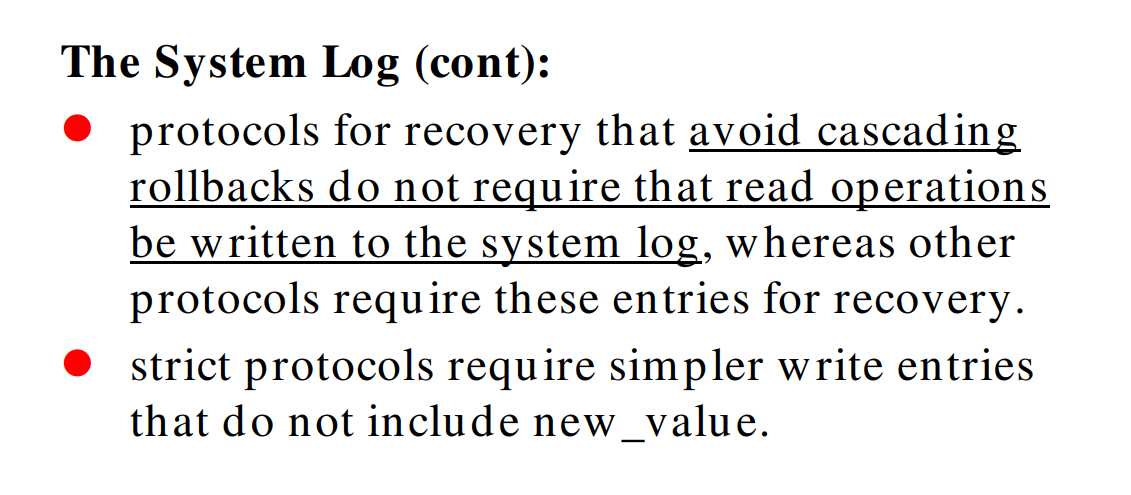 The System Log (cont):
protocols for recovery that avoid cascading
rollbacks do not require that read operations
be written to the system log, whereas other
protocols require these entries for recovery.
strict protocols require simpler write entries
that do not include new_value.